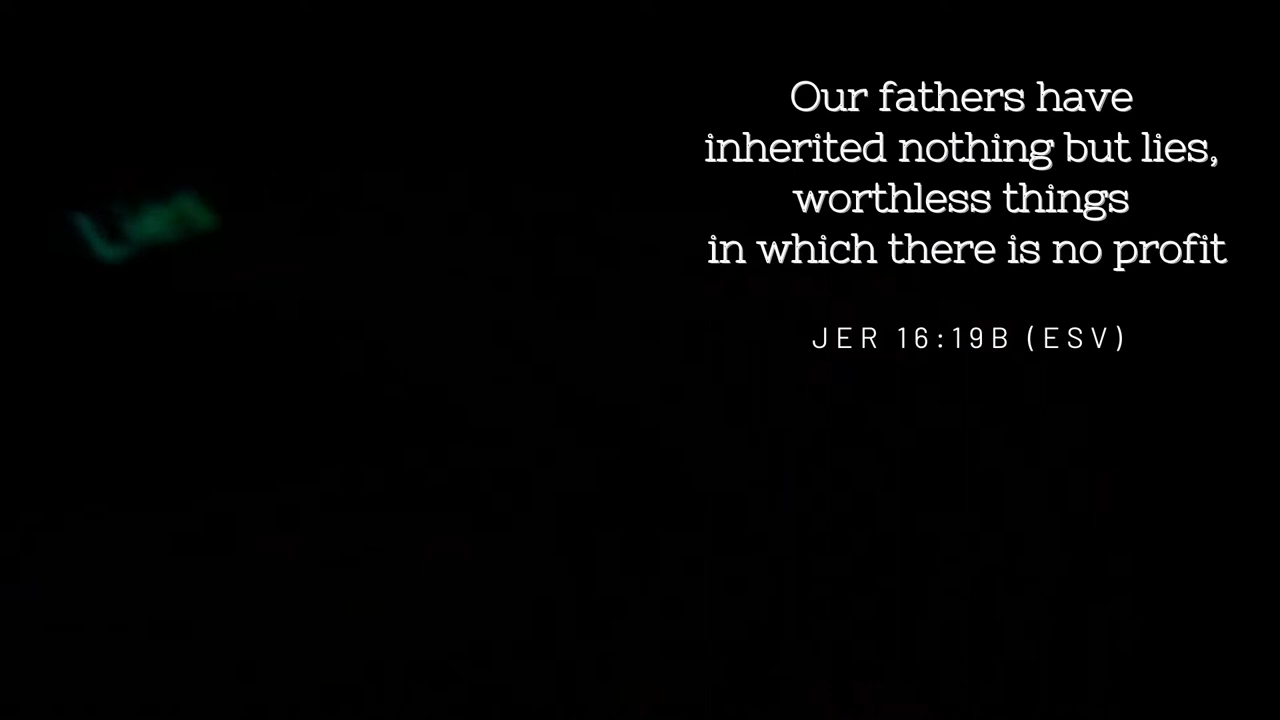 Our fathers have
inherited nothing but lies,
worthless things
in which there is no profit
JER 16:19B (ESV)